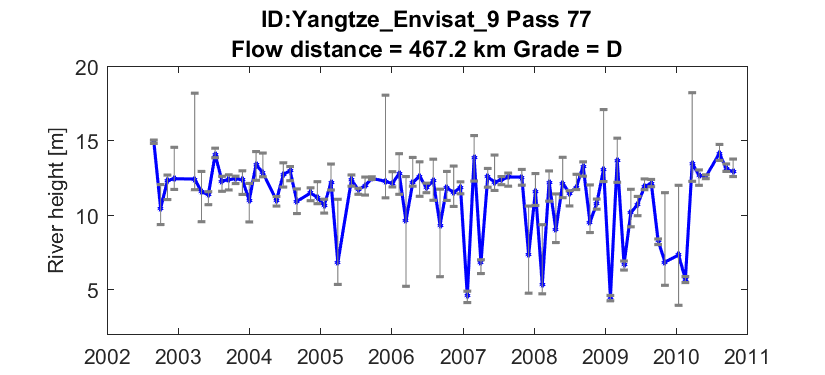 ID:Yangtze_Envisat_9 Pass 77
Flow distance = 467.2 km Grade = D
River height [m]
20
15
10
5
2002 2003 2004 2005 2006 2007 2008 2009 2010 2011